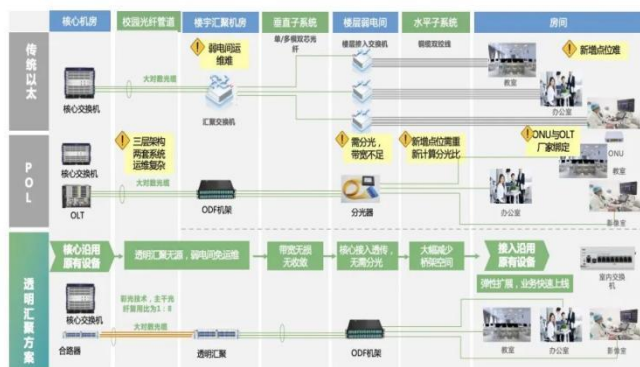 核心机房
校园光纤管道
楼宇汇聚机房
垂直子系统
楼层弱电间
水平子系统
房间
传统以太
核心交换机
大对数光缆
弱电间运
维难
汇聚交换机
单/多模双芯光
纤
楼层接入交换机
铜缆双绞线
新增点位难
教室
办公室
影像室
POL
核心交换机
OLT
三层架构
两套系统
运维复杂
大对数光缆
ODF机架
需分光,
带宽不足
分光器
新增点位需重
新计算分光比
ONU与OLT
厂家绑定
ONU
教室
办公室
影像室
透明汇聚方案
核心沿用
原有设备
透明汇聚无源,弱电间免运维
带宽无损
无收敛
核心接入透传,
无需分光
大幅减少
桥架空间
接入沿用
原有设备
室内交换机
弹性扩展,业务快速上线
核心交换机
合路器
彩光技术,主干光
纤复用比为1:8
大对数光缆
透明汇聚
ODF机架
教室
办公室
影像室